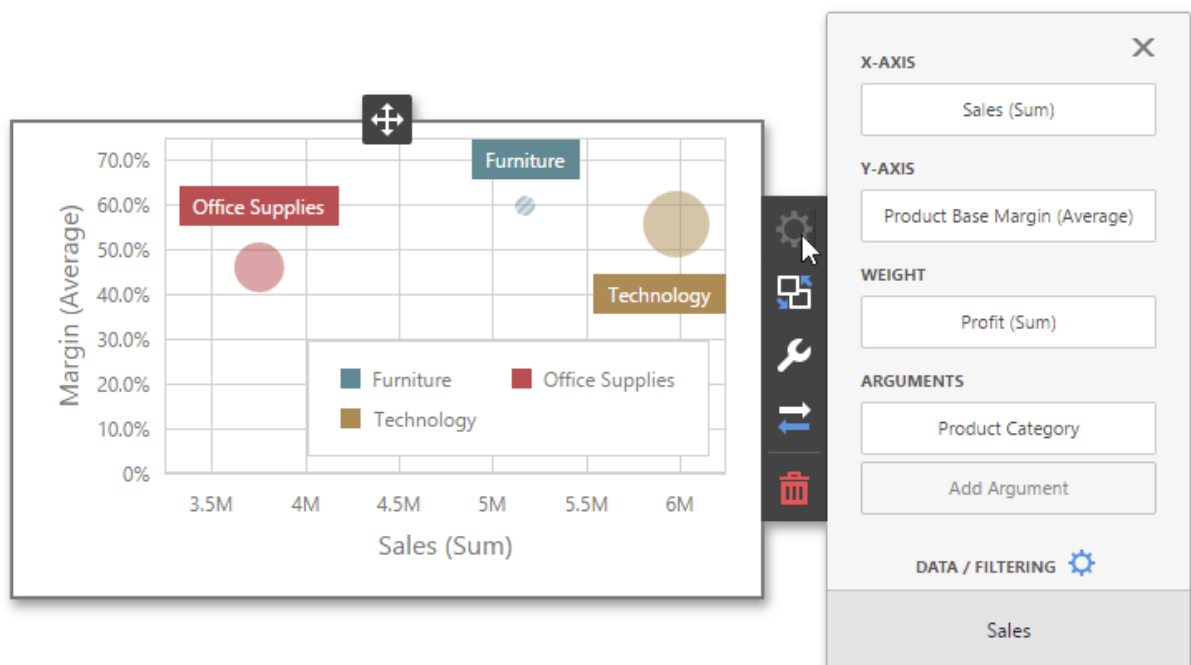 70.0%
60.0%
50.0%
40.0%
30.0%
20.0%
10.0%
0%
Margin (Average)
Furniture
Office Supplies
Technology
Furniture
Office Supplies
Technology
3.5M 4M 4.5M 5M 5.5M 6M
Sales (Sum)
X-AXIS
Sales (Sum)
Y-AXIS
Product Base Margin (Average)
WEIGHT
Profit (Sum)
ARGUMENTS
Product Category
Add Argument
DATA / FILTERING
Sales